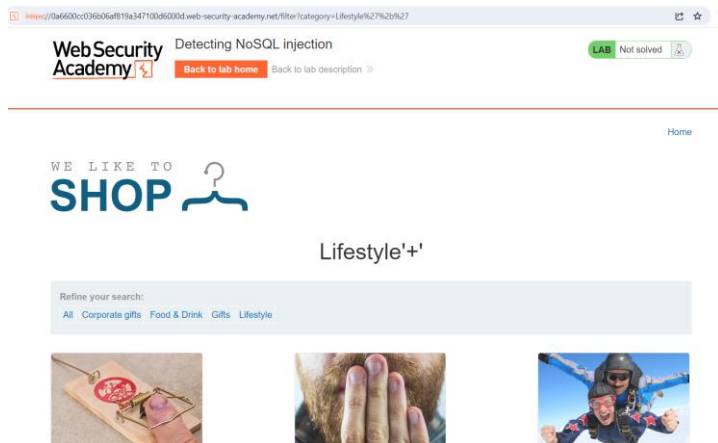 https://0a6600cc036b06af819a347100d6000d.web-security-academy.net/filter?category=Lifestyle%27%2b%27
WebSecurity
Academy
Detecting NoSQL injection
Back to lab home Back to lab description
LAB Not solved
Home
WE LIKE TO
SHOP
Lifestyle'+'
Refine your search:
All Corporate gifts Food & Drink Gifts Lifestyle